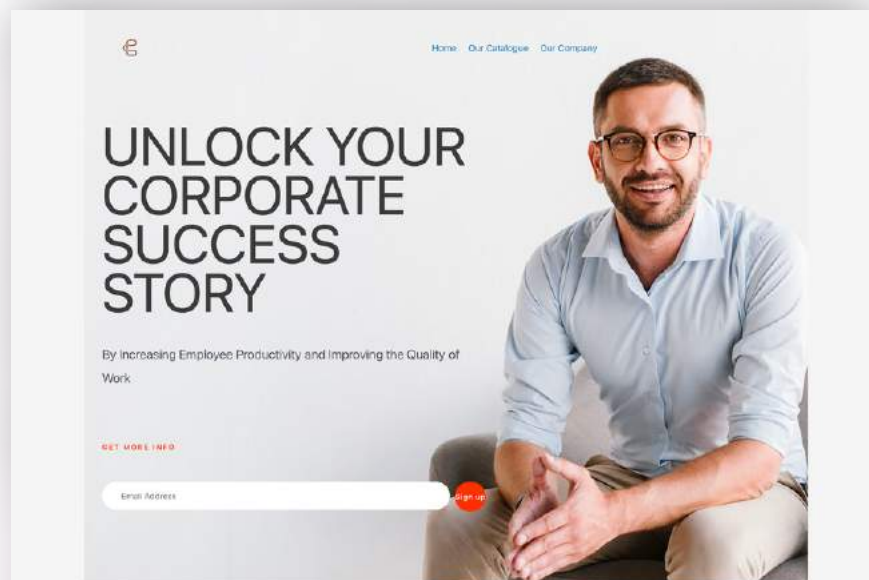 Home Our Catalogue Our Company
UNLOCK YOUR
CORPORATE
SUCCESS
STORY
By Increasing Employee Productivity and Improving the Quality of
Work
GET MORE INFO
Email Address
Sign up